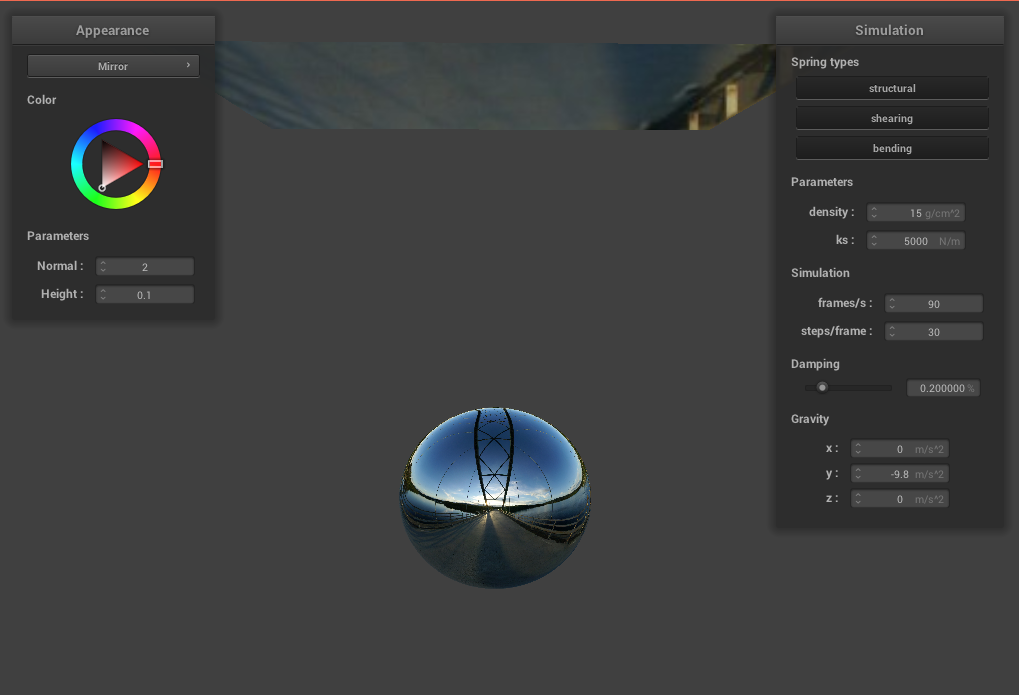 Appearance
Mirror
Color
Parameters
Normal : 2
Height : 0.1
Simulation
Spring types
structural
shearing
bending
Parameters
density : 15 g/cm^2
ks : 5000 N/m
Simulation
frames/s : 90
steps/frame : 30
Damping
0.200000 %
Gravity
x : 0 m/s^2
y : -9.8 m/s^2
z : 0 m/s^2